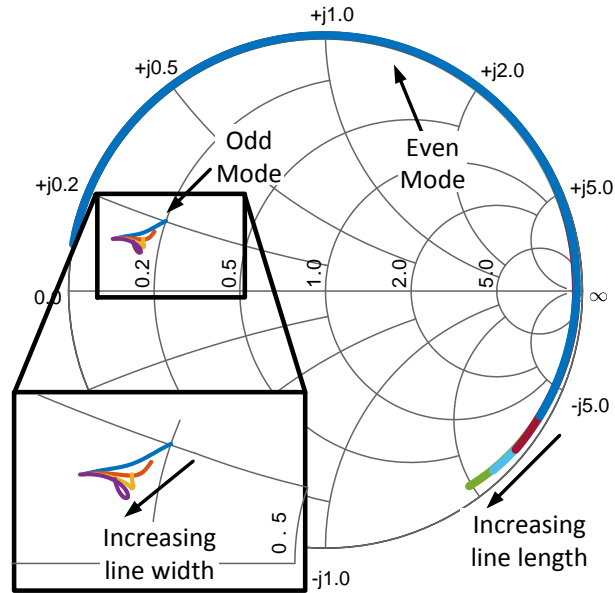 +j1.0
+j0.5
+j2.0
Odd
Mode
Even
Mode
+j0.2
+j5.0
0.0
0.2
0.5
1.0
2.0
5.0
∞
-j5.0
0.5
Increasing
line width
Increasing
line length
-j1.0